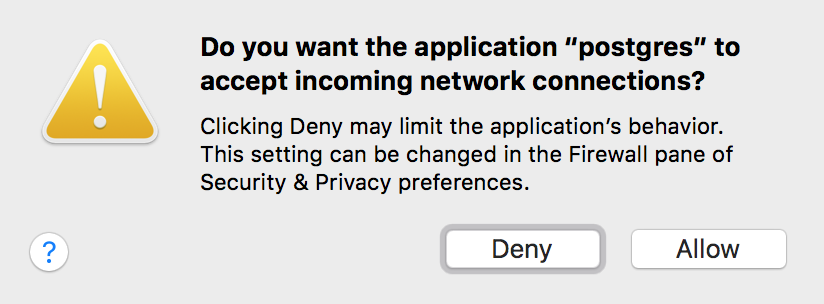 Do you want the application “postgres” to
accept incoming network connections?
Clicking Deny may limit the application’s behavior.
This setting can be changed in the Firewall pane of
Security & Privacy preferences.
?
Deny
Allow